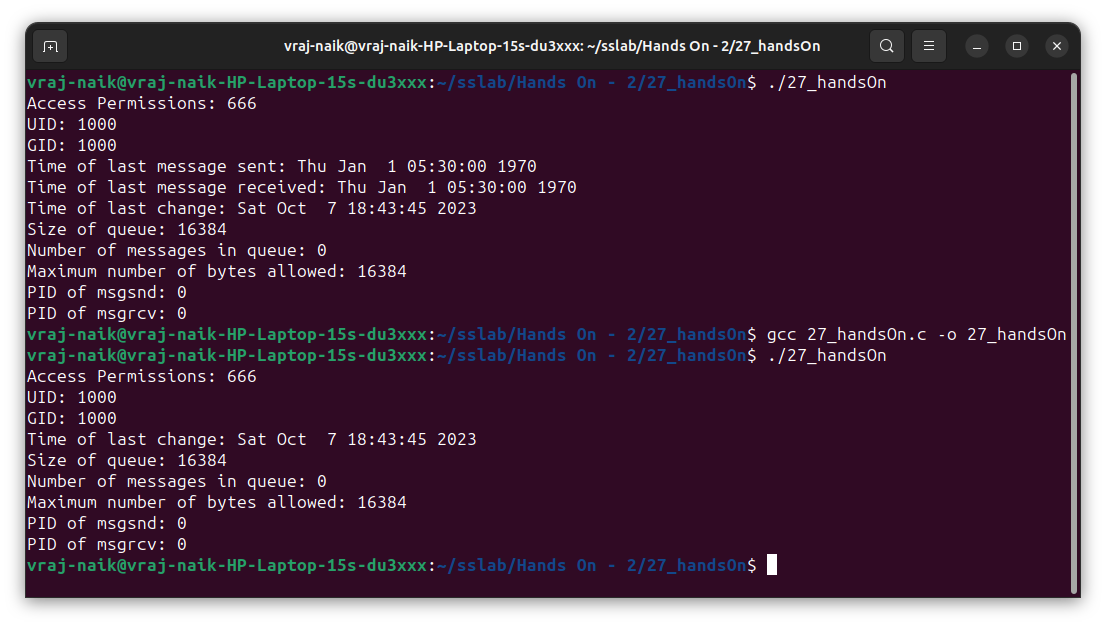 vraj-naik@vraj-naik-HP-Laptop-15s-du3xxx: ~/sslab/Hands On - 2/27_handsOn
vraj-naik@vraj-naik-HP-Laptop-15s-du3xxx:~/sslab/Hands On - 2/27_handsOn$ ./27_handsOn
Access Permissions: 666
UID: 1000
GID: 1000
Time of last message sent: Thu Jan  1 05:30:00 1970
Time of last message received: Thu Jan  1 05:30:00 1970
Time of last change: Sat Oct  7 18:43:45 2023
Size of queue: 16384
Number of messages in queue: 0
Maximum number of bytes allowed: 16384
PID of msgsnd: 0
PID of msgrcv: 0
vraj-naik@vraj-naik-HP-Laptop-15s-du3xxx:~/sslab/Hands On - 2/27_handsOn$ gcc 27_handsOn.c -o 27_handsOn
vraj-naik@vraj-naik-HP-Laptop-15s-du3xxx:~/sslab/Hands On - 2/27_handsOn$ ./27_handsOn
Access Permissions: 666
UID: 1000
GID: 1000
Time of last change: Sat Oct  7 18:43:45 2023
Size of queue: 16384
Number of messages in queue: 0
Maximum number of bytes allowed: 16384
PID of msgsnd: 0
PID of msgrcv: 0
vraj-naik@vraj-naik-HP-Laptop-15s-du3xxx:~/sslab/Hands On - 2/27_handsOn$